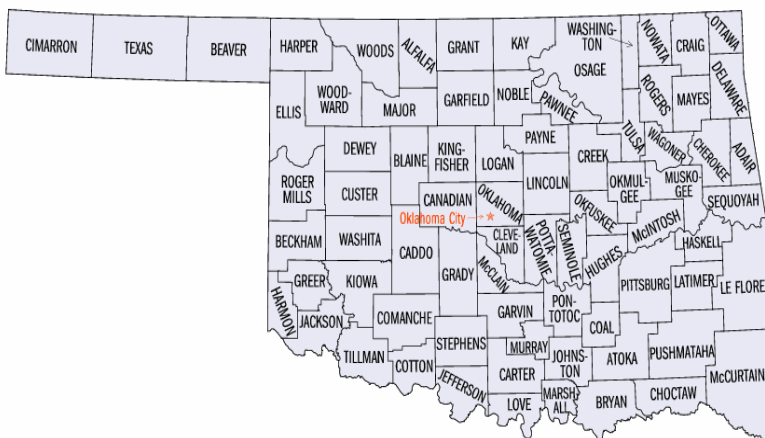 CIMARRON
TEXAS
BEAVER
HARPER
WOODS
ALFALFA
GRANT
KAY
WASHING-
TON
OSAGE
NOWATA
CRAIG
OTTAWA
ELLIS
WOOD-
WARD
MAJOR
GARFIELD
NOBLE
PAWNEE
ROGERS
MAYES
DELAWARE
DEWEY
BLAINE
KING-
FISHER
LOGAN
PAYNE
CREEK
TULSA
WAGONER
CHEROKEE
ADAIR
ROGER
MILLS
CUSTER
CANADIAN
OKLAHOMA
LINCOLN
OKFUSKEE
OKMUL-
GEE
MUSKO-
GEE
SEQUOYAH
Oklahoma City
BECKHAM
WASHITA
CADDO
GRADY
McCLAIN
CLEVE-
LAND
POTTA-
WATOMIE
SEMINOLE
HUGHES
McINTOSH
HASKELL
GREER
KIOWA
PITTSBURG
LATIMER
LE FLORE
HARMON
JACKSON
COMANCHE
GARVIN
PON-
TOTOC
COAL
TILLMAN
COTTON
STEPHENS
MURRAY
JOHNS-
TON
ATOKA
PUSHMATAHA
McCURTAIN
JEFFERSON
CARTER
LOVE
MARSH-
ALL
BRYAN
CHOCTAW